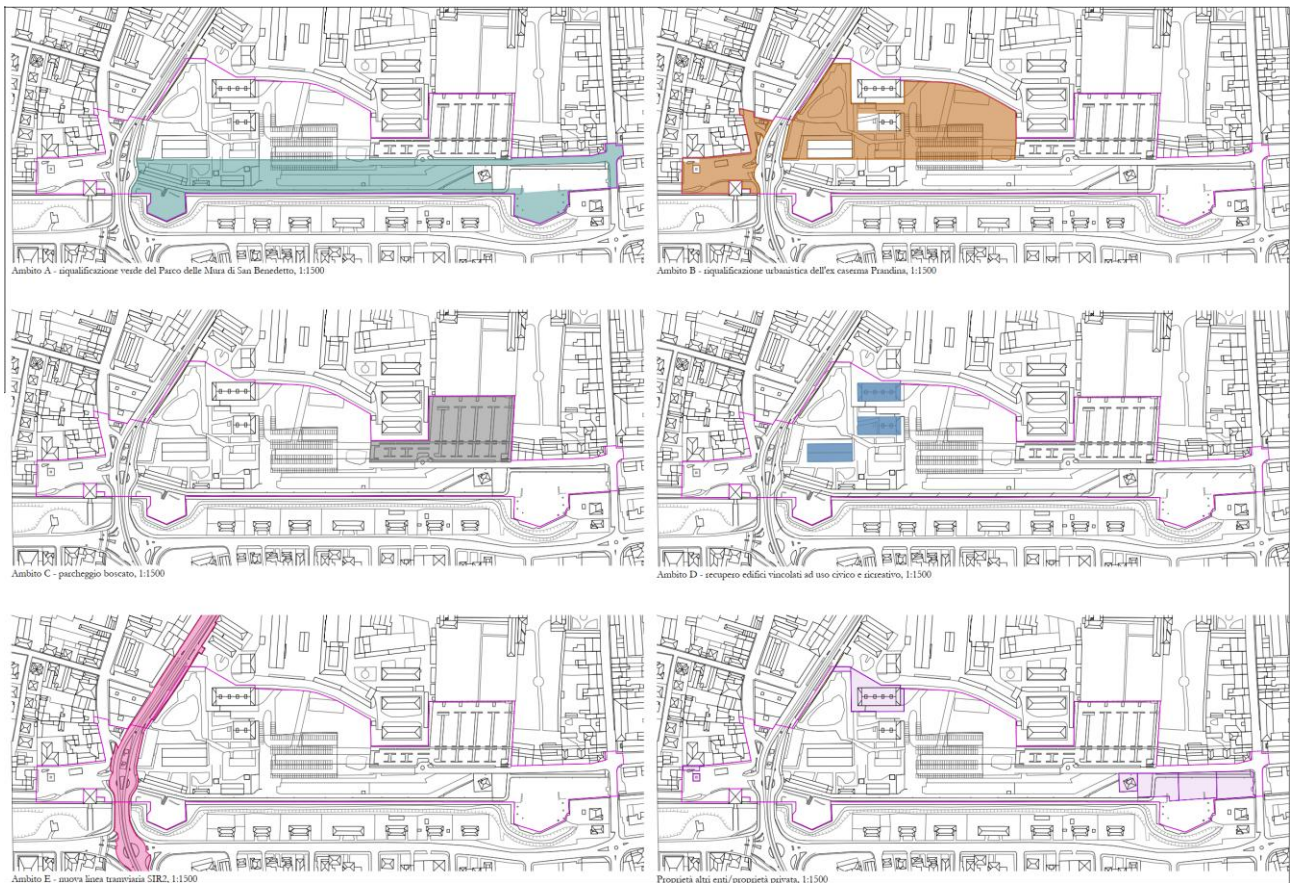 Ambito A - riqualificazione verde del Parco delle Mura di San Benedetto, 1:1500
Ambito B - riqualificazione urbanistica dell'ex caserma Prandina, 1:1500
Ambito C - parcheggio boscato, 1:1500
Ambito D - recupero edifici vincolati ad uso civico e ricreativo, 1:1500
Ambito E - nuova linea tramviaria SIR2, 1:1500
Proprietà altri enti/proprietà privata, 1:1500